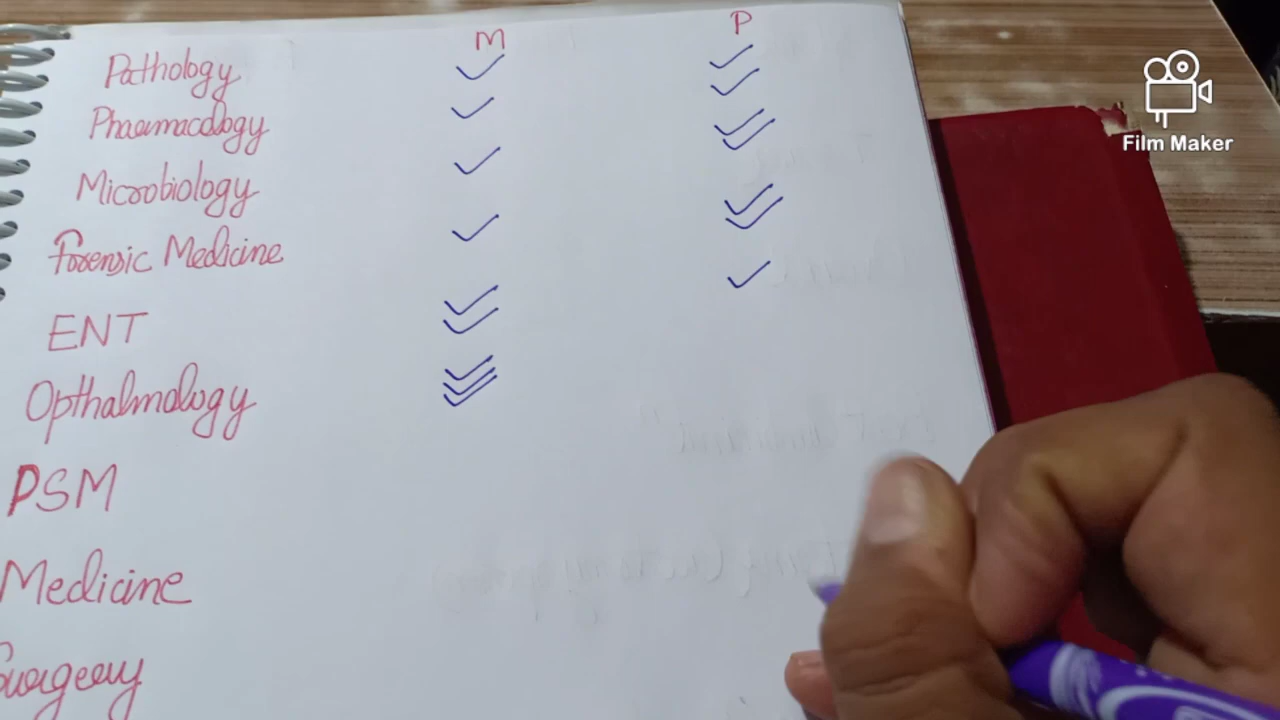 M P
Pathology ✓ ✓
Pharmacology ✓ ✓
Microbiology ✓ ✓✓
Forensic Medicine ✓ ✓✓
ENT ✓✓ ✓
Opthalmology ✓✓✓
PSM
Medicine
Surgery
Film Maker